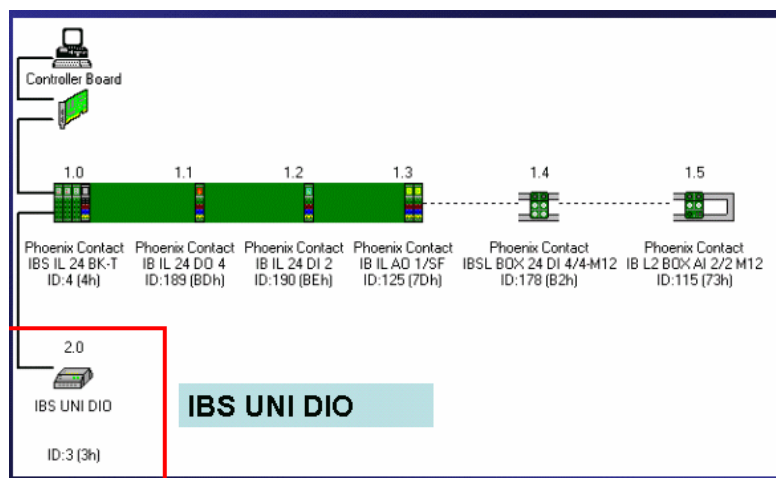 Controller Board
1.0 1.1 1.2 1.3 1.4 1.5
Phoenix Contact Phoenix Contact Phoenix Contact Phoenix Contact Phoenix Contact Phoenix Contact
IBS IL 24 BK-T IB IL 24 DO 4 IB IL 24 DI 2 IB IL AO 1/SF IBSL BOX 24 DI 4/4-M12 IB L2 BOX AI 2/2 M12
ID:4 (4h) ID:189 (BDh) ID:190 (BEh) ID:125 (7Dh) ID:178 (B2h) ID:115 (73h)
2.0
IBS UNI DIO
IBS UNI DIO
ID:3 (3h)